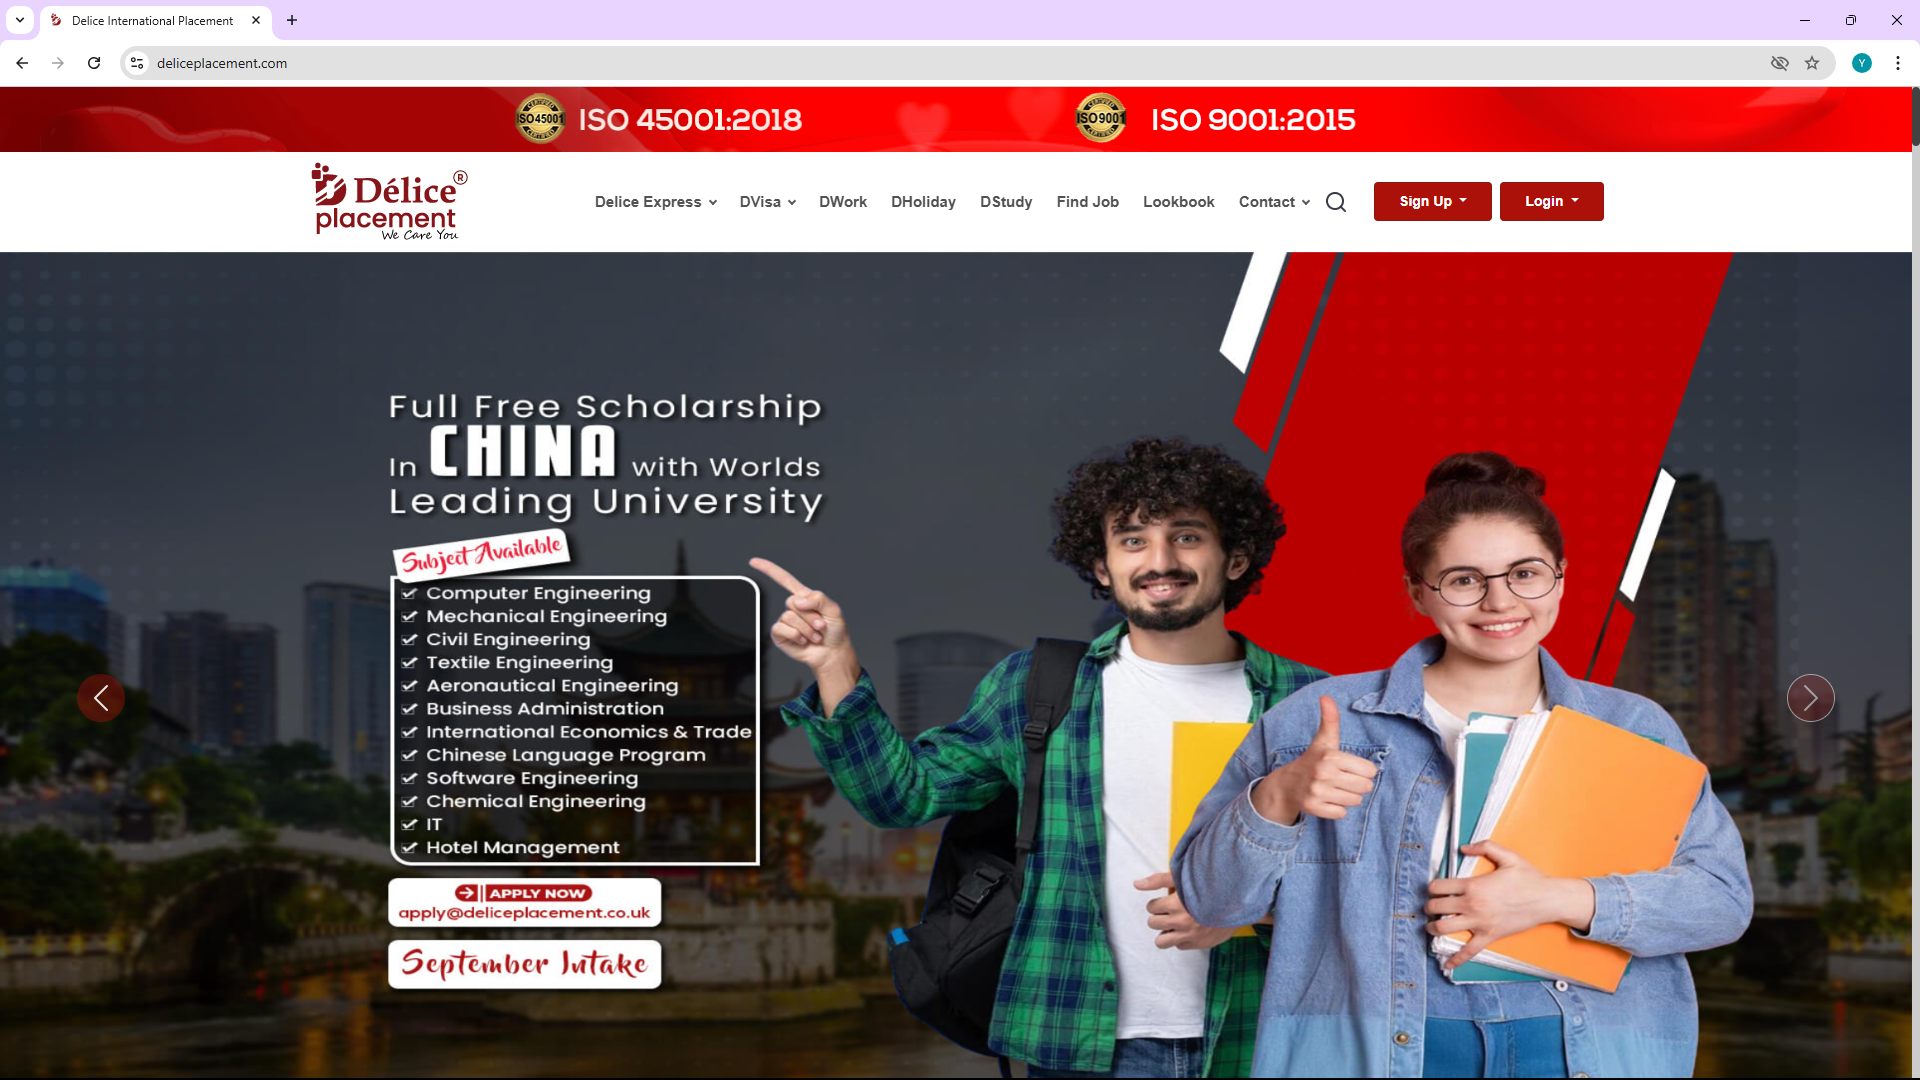 Delice International Placement
deliceplacement.com
Y
ISO45001 ISO 45001:2018 ISO9001 ISO 9001:2015
Délice®
placement
We Care You
Delice Express DVisa DWork DHoliday DStudy Find Job Lookbook Contact Sign Up Login
Full Free Scholarship
In CHINA with Worlds
Leading University
Subject Available
Computer Engineering
Mechanical Engineering
Civil Engineering
Textile Engineering
Aeronautical Engineering
Business Administration
International Economics & Trade
Chinese Language Program
Software Engineering
Chemical Engineering
IT
Hotel Management
APPLY NOW
apply@deliceplacement.co.uk
September Intake